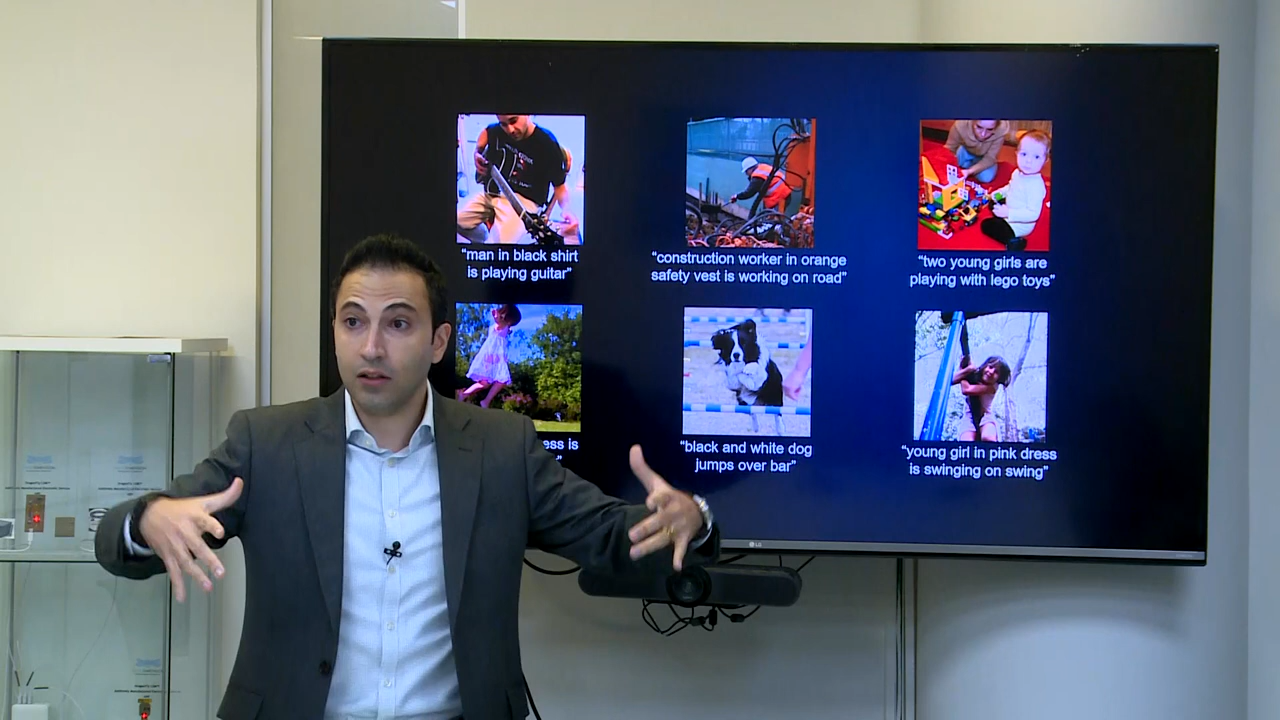 “man in black shirt
is playing guitar”
“construction worker in orange
safety vest is working on road”
“two young girls are
playing with lego toys”
is
“black and white dog
jumps over bar”
“young girl in pink dress
is swinging on swing”
LG